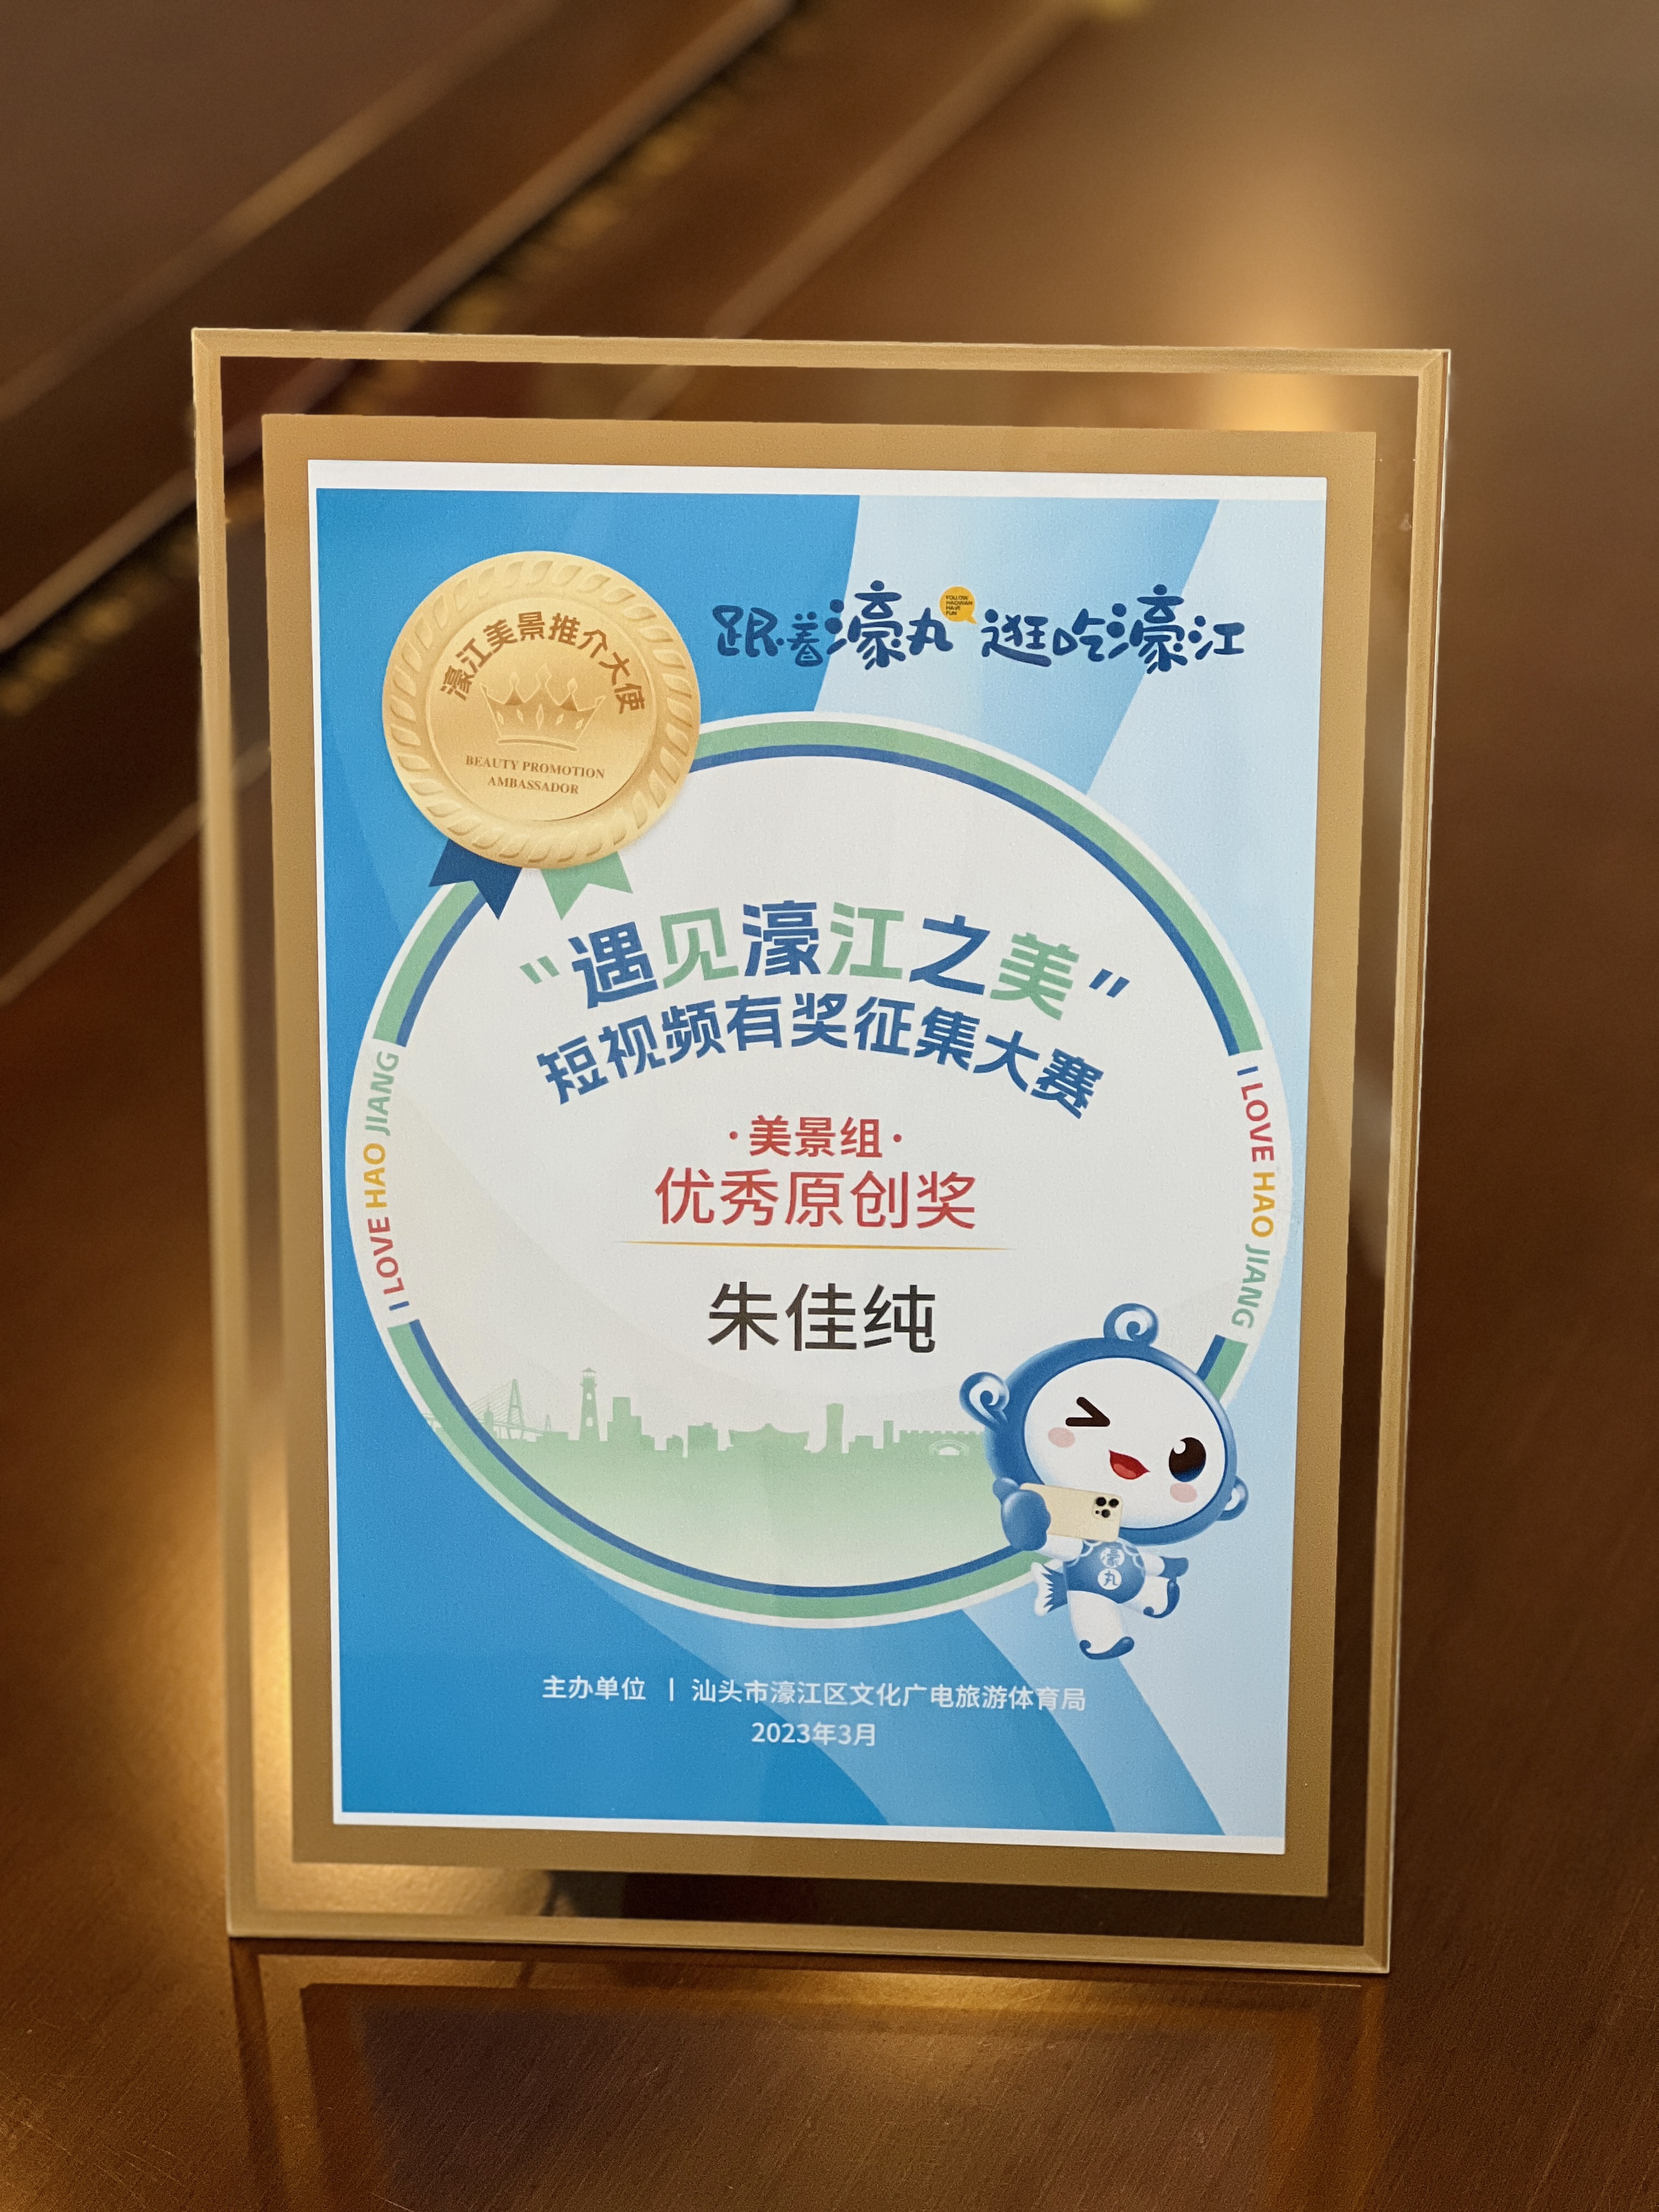 跟着濠丸逛吃濠江
FOLLOW
HAOWAN
HAVE
FUN
濠江美景推介大使
BEAUTY PROMOTION
AMBASSADOR
“遇见濠江之美”
短视频有奖征集大赛
·美景组·
优秀原创奖
朱佳纯
I LOVE HAO JIANG
I LOVE HAO JIANG
濠
丸
主办单位 | 汕头市濠江区文化广电旅游体育局
2023年3月